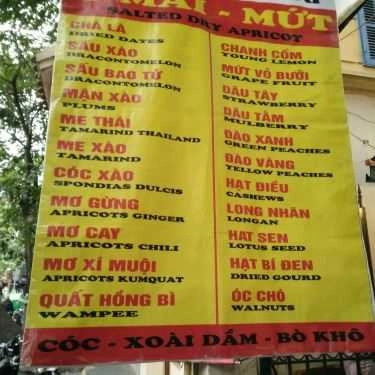 MAI - MỨT
SALTED DRY APRICOT
CHÀ LÀ
DRIED DATES
SẤU XÀO
DRACONTOMELON
SẤU BAO TỬ
DRACONTOMELON
MẬN XÀO
PLUMS
ME THÁI
TAMARIND THAILAND
ME XÀO
TAMARIND
CÓC XÀO
SPONDIAS DULCIS
MƠ GỪNG
APRICOTS GINGER
MƠ CAY
APRICOTS CHILI
MƠ XÍ MUỘI
APRICOTS KUMQUAT
QUẤT HỒNG BÌ
WAMPEE
CHANH CỐM
YOUNG LEMON
MỨT VỎ BƯỞI
GRAPE FRUIT
DÂU TÂY
STRAWBERRY
DÂU TẰM
MULBERRY
ĐÀO XANH
GREEN PEACHES
ĐÀO VÀNG
YELLOW PEACHES
HẠT ĐIỀU
CASHEWS
LONG NHÃN
LONGAN
HẠT SEN
LOTUS SEED
HẠT BÍ ĐEN
DRIED GOURD
ÓC CHÓ
WALNUTS
CÓC - XOÀI DẦM - BÒ KHÔ